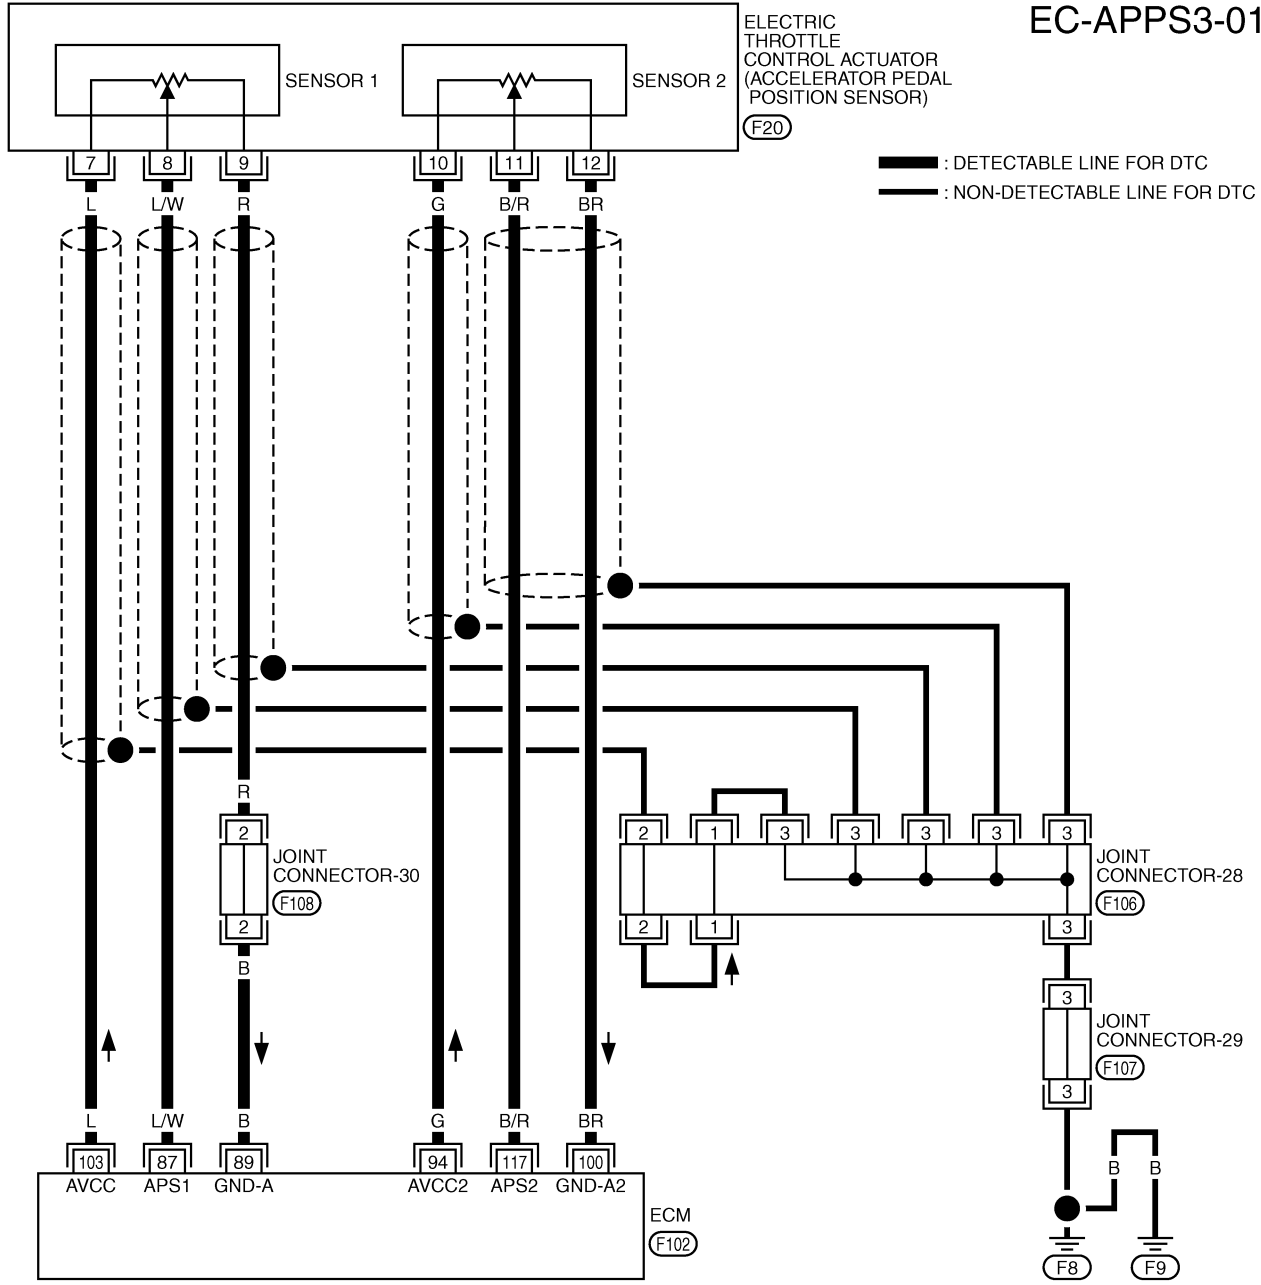 EC-APPS3-01
ELECTRIC
THROTTLE
CONTROL ACTUATOR
(ACCELERATOR PEDAL
POSITION SENSOR)
F20
SENSOR 1
SENSOR 2
7 8 9 10 11 12
: DETECTABLE LINE FOR DTC
: NON-DETECTABLE LINE FOR DTC
L L/W R G B/R BR
R
2
JOINT
CONNECTOR-30
F108
2
B
2 1 3 3 3 3 3
JOINT
CONNECTOR-28
F106
2 1 3
3
JOINT
CONNECTOR-29
F107
3
L L/W B G B/R BR
103 87 89 94 117 100
AVCC APS1 GND-A AVCC2 APS2 GND-A2
ECM
F102
B B
F8 F9